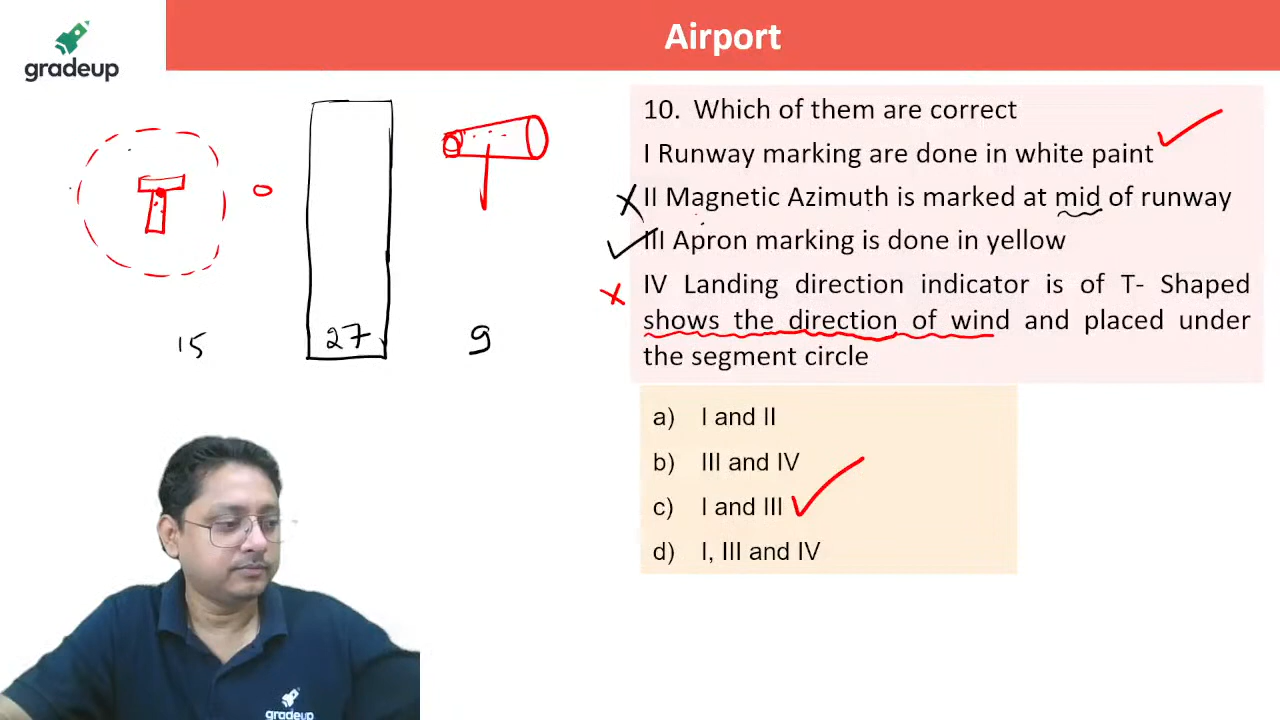 gradeup
Airport
10. Which of them are correct
I Runway marking are done in white paint
II Magnetic Azimuth is marked at mid of runway
III Apron marking is done in yellow
IV Landing direction indicator is of T- Shaped
shows the direction of wind and placed under
the segment circle
a) I and II
b) III and IV
c) I and III
d) I, III and IV
15
27
9
gradeup